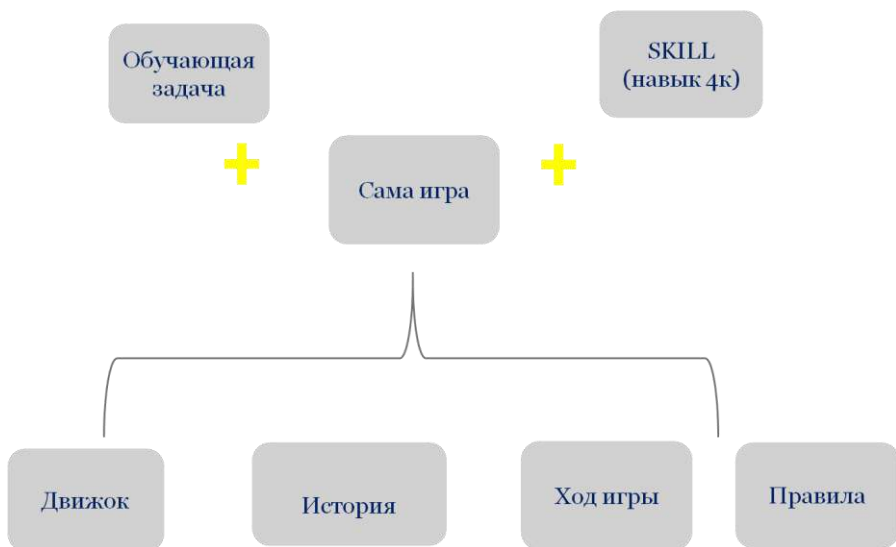 Обучающая
задача
SKILL
(навык 4к)
+
+
Сама игра
Движок
История
Ход игры
Правила